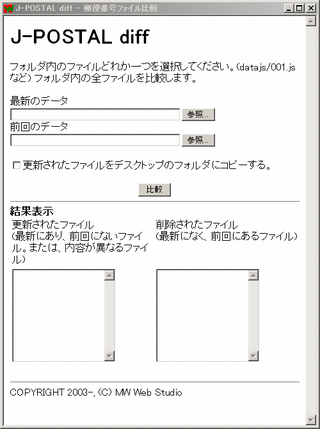 J-POSTAL diff - 郵便番号ファイル比較
J-POSTAL diff
フォルダ内のファイルどれか一つを選択してください。(datajs/001.js
など) フォルダ内の全ファイルを比較します。
最新のデータ
参照...
前回のデータ
参照...
更新されたファイルをデスクトップのフォルダにコピーする。
比較
結果表示
更新されたファイル
(最新にあり、前回にないファイ
ル。または、内容が異なるファイ
ル)
削除されたファイル
(最新になく、前回にあるファイル)
COPYRIGHT 2003-, (C) MW Web Studio